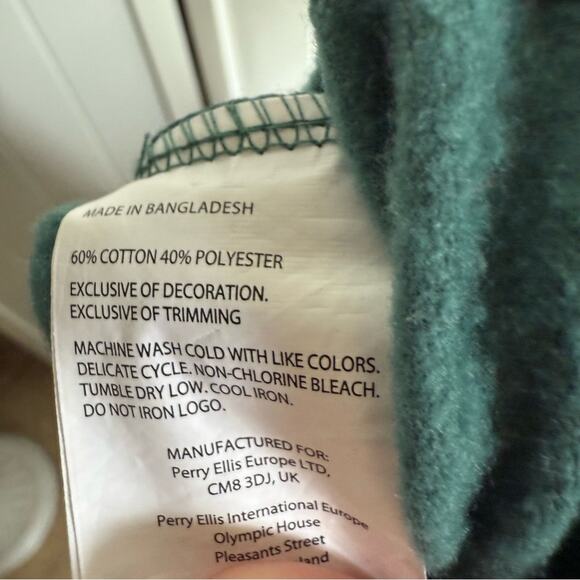 MADE IN BANGLADESH
60% COTTON 40% POLYESTER
EXCLUSIVE OF DECORATION.
EXCLUSIVE OF TRIMMING
MACHINE WASH COLD WITH LIKE COLORS.
DELICATE CYCLE. NON-CHLORINE BLEACH.
TUMBLE DRY LOW. COOL IRON.
DO NOT IRON LOGO.
MANUFACTURED FOR:
Perry Ellis Europe LTD,
CM8 3DJ, UK
Perry Ellis International Europe
Olympic House
Pleasants Street